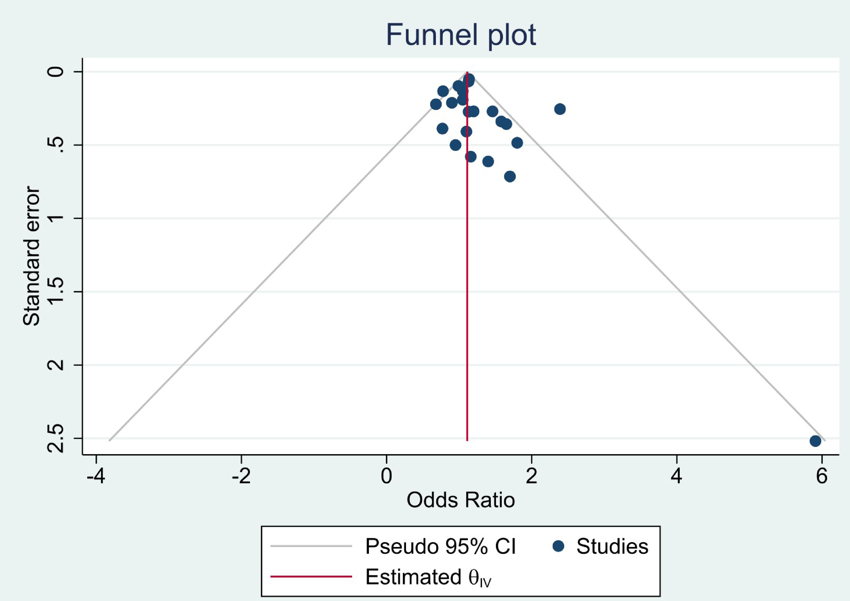 Funnel plot
Standard error
0
.5
1
1.5
2
2.5
-4 -2 0 2 4 6
Odds Ratio
Pseudo 95% CI Studies
Estimated θIV